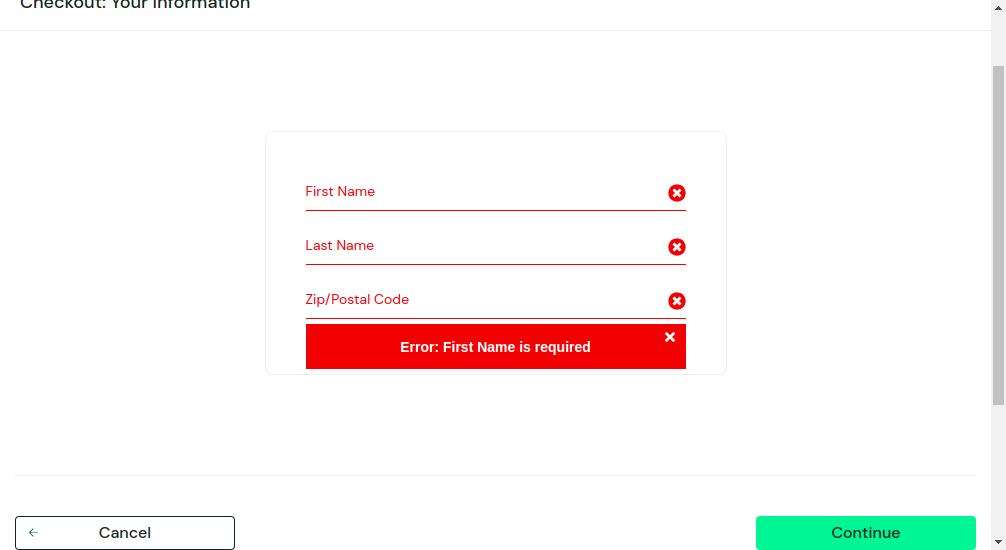 Checkout: Your Information
First Name
Last Name
Zip/Postal Code
Error: First Name is required
Cancel
Continue